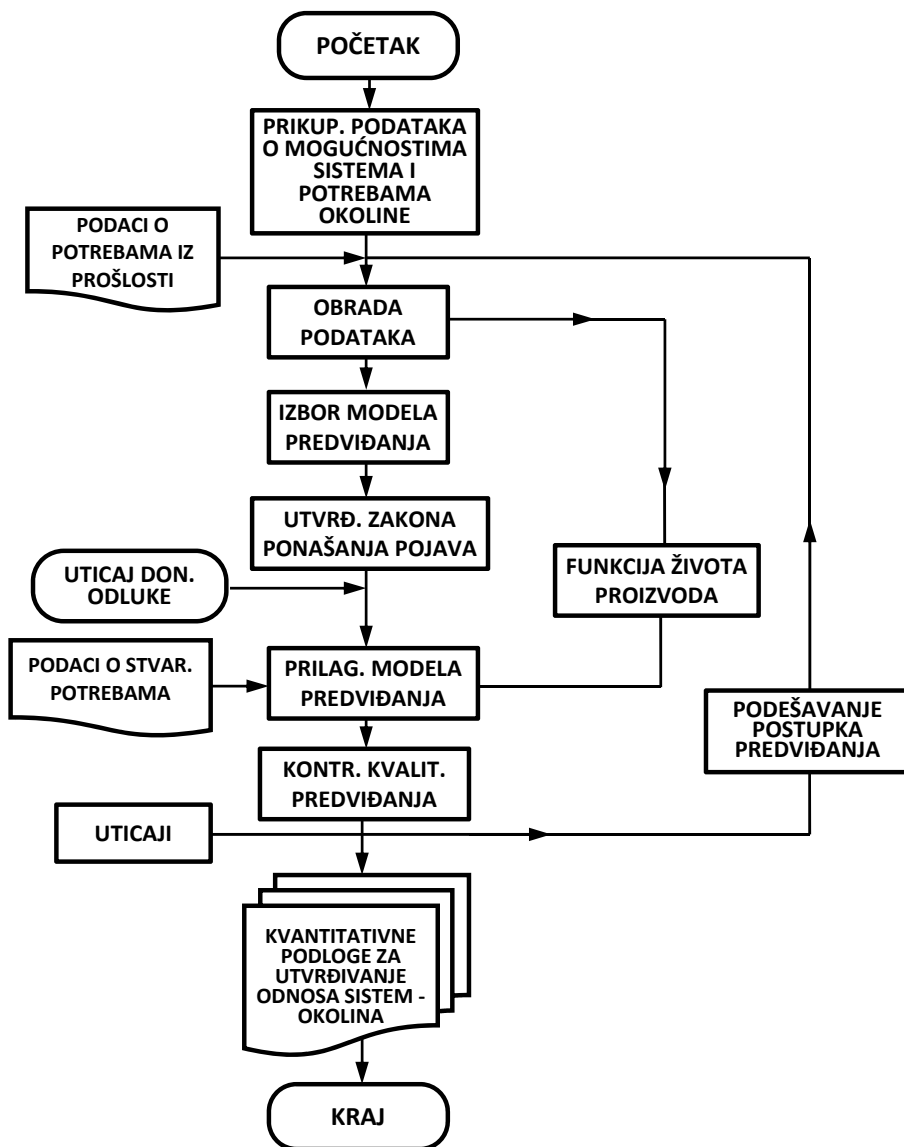 POČETAK
PRIKUP. PODATAKA
O MOGUĆNOSTIMA
SISTEMA I
POTREBAMA
OKOLINE
PODACI O
POTREBAMA IZ
PROŠLOSTI
OBRADA
PODATAKA
IZBOR MODELA
PREDVIĐANJA
UTVRĐ. ZAKONA
PONAŠANJA POJAVA
UTICAJ DON.
ODLUKE
FUNKCIJA ŽIVOTA
PROIZVODA
PODACI O STVAR.
POTREBAMA
PRILAG. MODELA
PREDVIĐANJA
PODEŠAVANJE
POSTUPKA
PREDVIĐANJA
KONTR. KVALIT.
PREDVIĐANJA
UTICAJI
KVANTITATIVNE
PODLOGE ZA
UTVRĐIVANJE
ODNOSA SISTEM -
OKOLINA
KRAJ